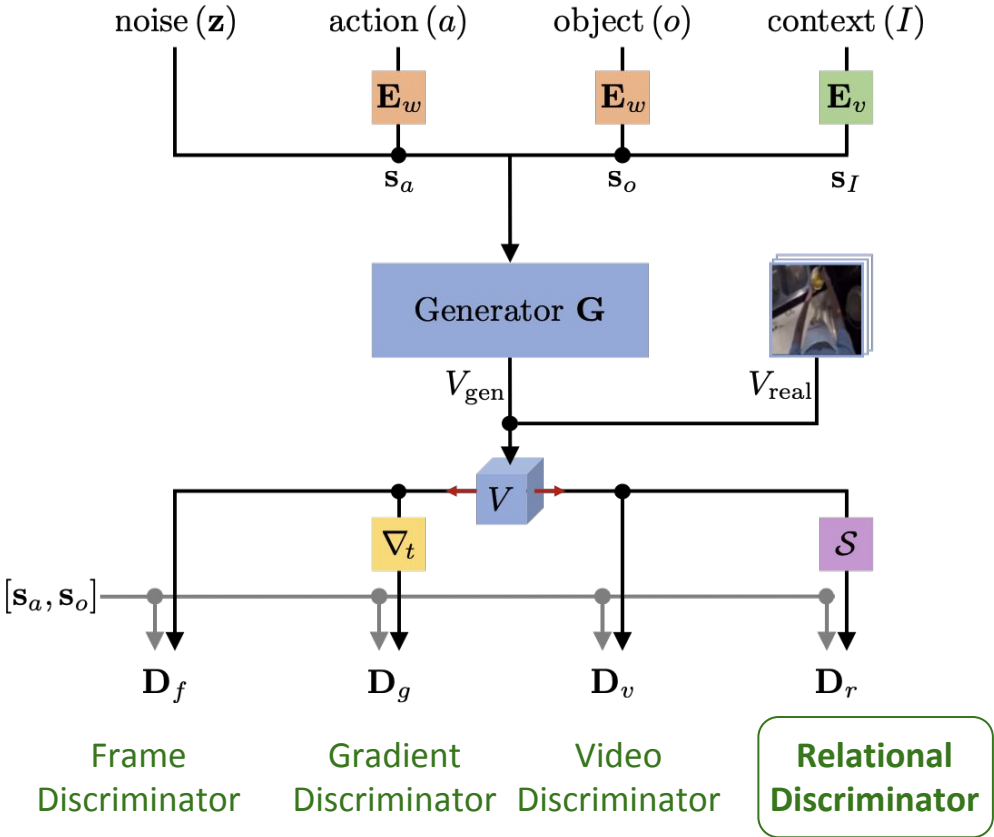 noise (z) action (a) object (o) context (I)
E_w E_w E_v
s_a s_o s_I
Generator G
V_gen V_real
V
∇_t S
[s_a, s_o]
D_f D_g D_v D_r
Frame Discriminator
Gradient Discriminator
Video Discriminator
Relational Discriminator